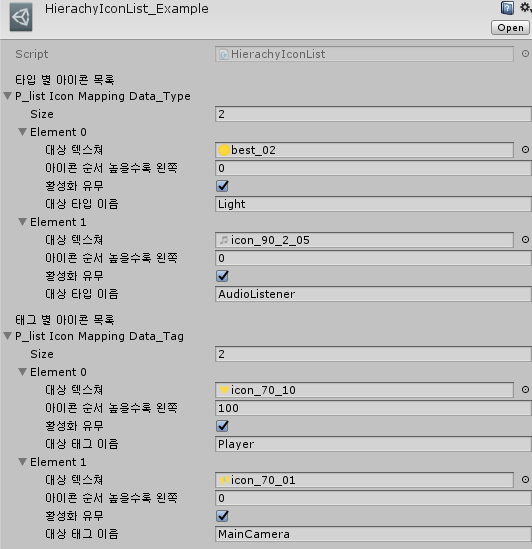 HierachyIconList_Example
Open
Script HierachyIconList
타입 별 아이콘 목록
P_list Icon Mapping Data_Type
Size 2
Element 0
대상 텍스쳐 best_02
아이콘 순서 높을수록 왼쪽 0
활성화 유무
대상 타입 이음 Light
Element 1
대상 텍스쳐 icon_90_2_05
아이콘 순서 높을수록 왼쪽 0
활성화 유무
대상 타입 이음 AudioListener
태그 별 아이콘 목록
P_list Icon Mapping Data_Tag
Size 2
Element 0
대상 텍스쳐 icon_70_10
아이콘 순서 높을수록 왼쪽 100
활성화 유무
대상 태그 이음 Player
Element 1
대상 텍스쳐 icon_70_01
아이콘 순서 높을수록 왼쪽 0
활성화 유무
대상 태그 이음 MainCamera